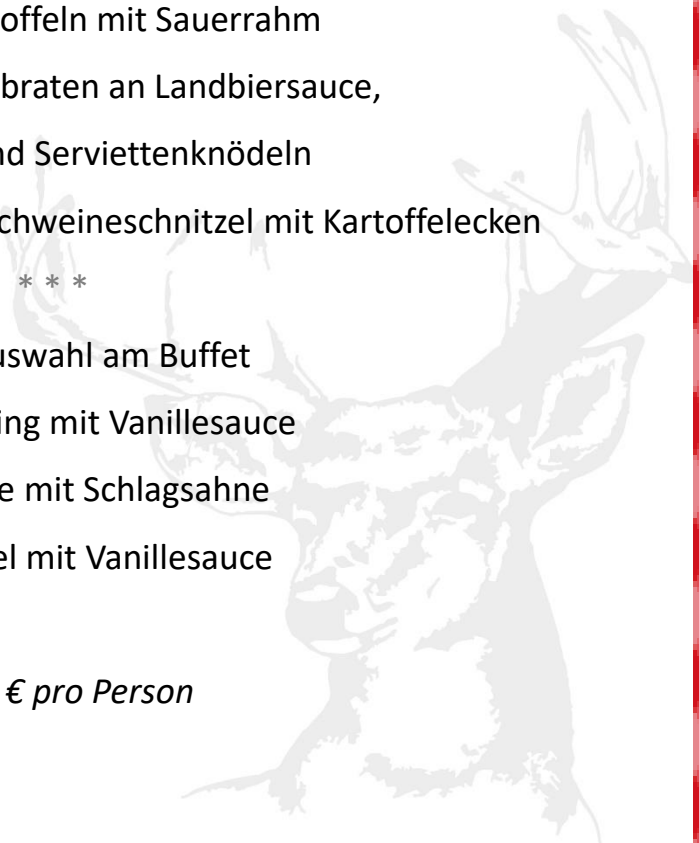 offeln mit Sauerrahm
braten an Landbiersauce,
nd Serviettenknödeln
chweineschnitzel mit Kartoffelecken
* * *
uswahl am Buffet
ing mit Vanillesauce
e mit Schlagsahne
el mit Vanillesauce
€ pro Person